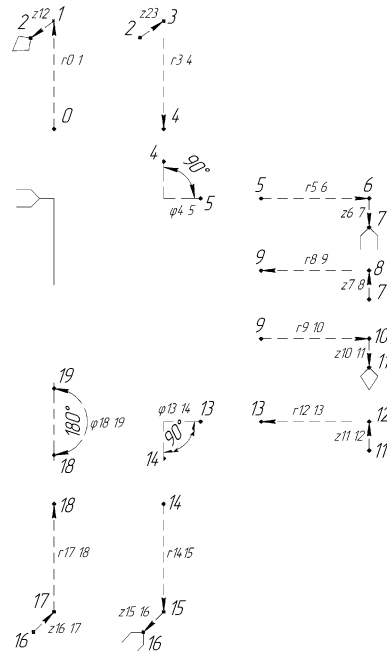 2 z12 1
r0 1
0
2 z23 3
r3 4
4
4 90°
φ4 5 5
5 r5 6 6
z6 7 7
9 r8 9 8
z7 8 7
9 r9 10 10
z10 11 11
19
180° φ18 19
18
φ13 14 13
90°
14
13 r12 13 12
z11 12 11
18
r17 18
17
16 z16 17
14
r14 15
z15 16 15
16